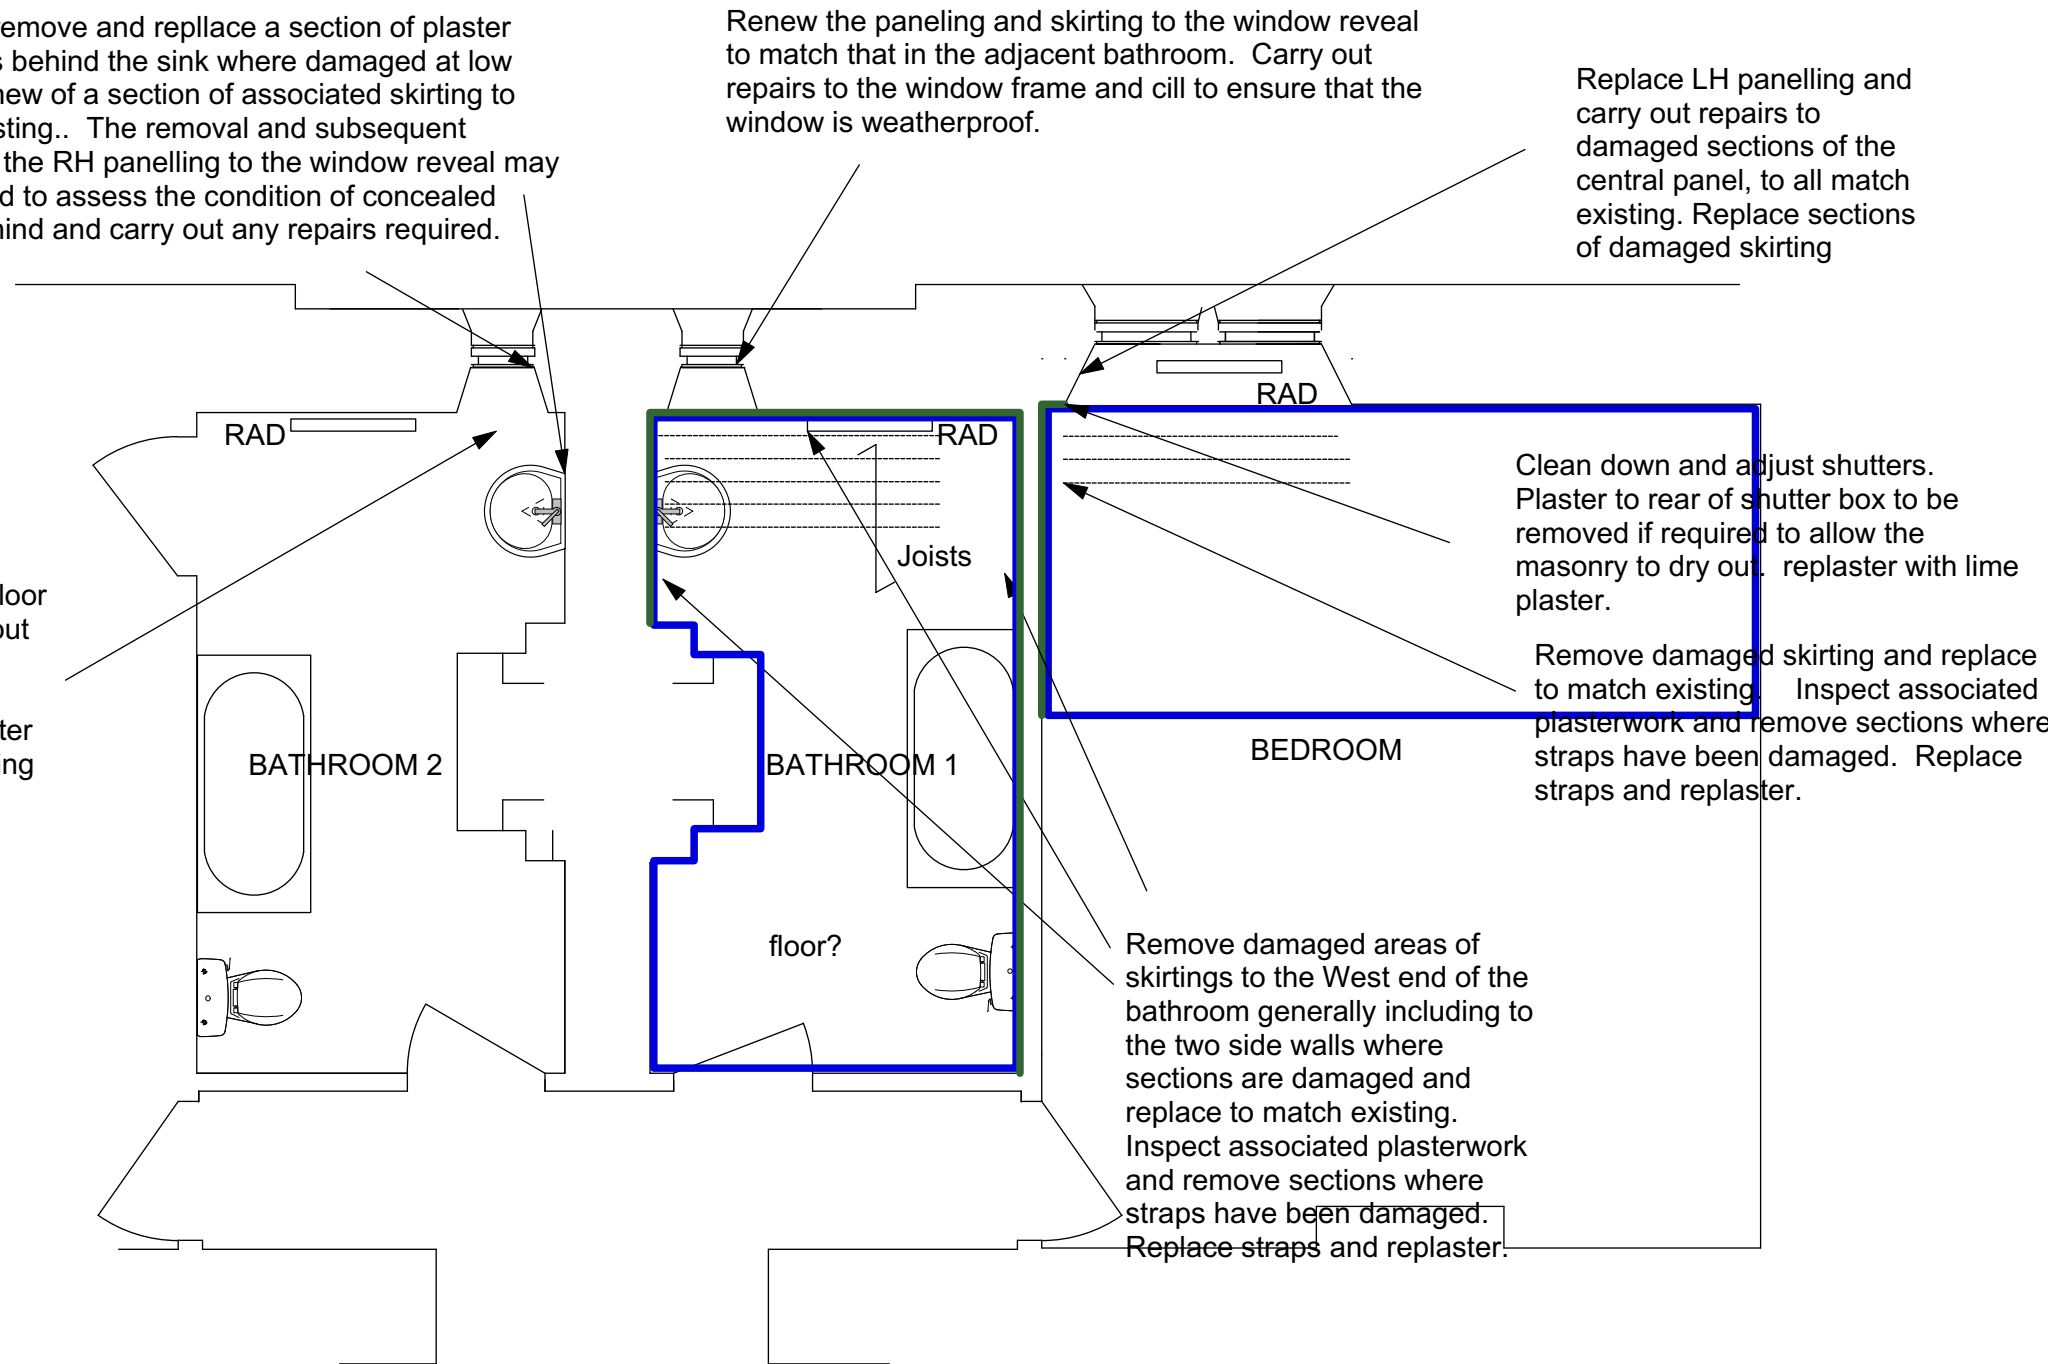 remove and repllace a section of plaster
behind the sink where damaged at low
new of a section of associated skirting to
The removal and subsequent
the RH panelling to the window reveal may
to assess the condition of concealed
and carry out any repairs required.
Renew the paneling and skirting to the window reveal
to match that in the adjacent bathroom.  Carry out
repairs to the window frame and cill to ensure that the
window is weatherproof.
Replace LH panelling and
carry out repairs to
damaged sections of the
central panel, to all match
existing. Replace sections
of damaged skirting
RAD
RAD
RAD
Joists
Clean down and adjust shutters.
Plaster to rear of shutter box to be
removed if required to allow the
masonry to dry out.  replaster with lime
plaster.
Remove damaged skirting and replace
to match existing.    Inspect associated
plasterwork and remove sections where
straps have been damaged.  Replace
straps and replaster.
BATHROOM 2
BATHROOM 1
BEDROOM
floor?
Remove damaged areas of
skirtings to the West end of the
bathroom generally including to
the two side walls where
sections are damaged and
replace to match existing.
Inspect associated plasterwork
and remove sections where
straps have been damaged.
Replace straps and replaster.